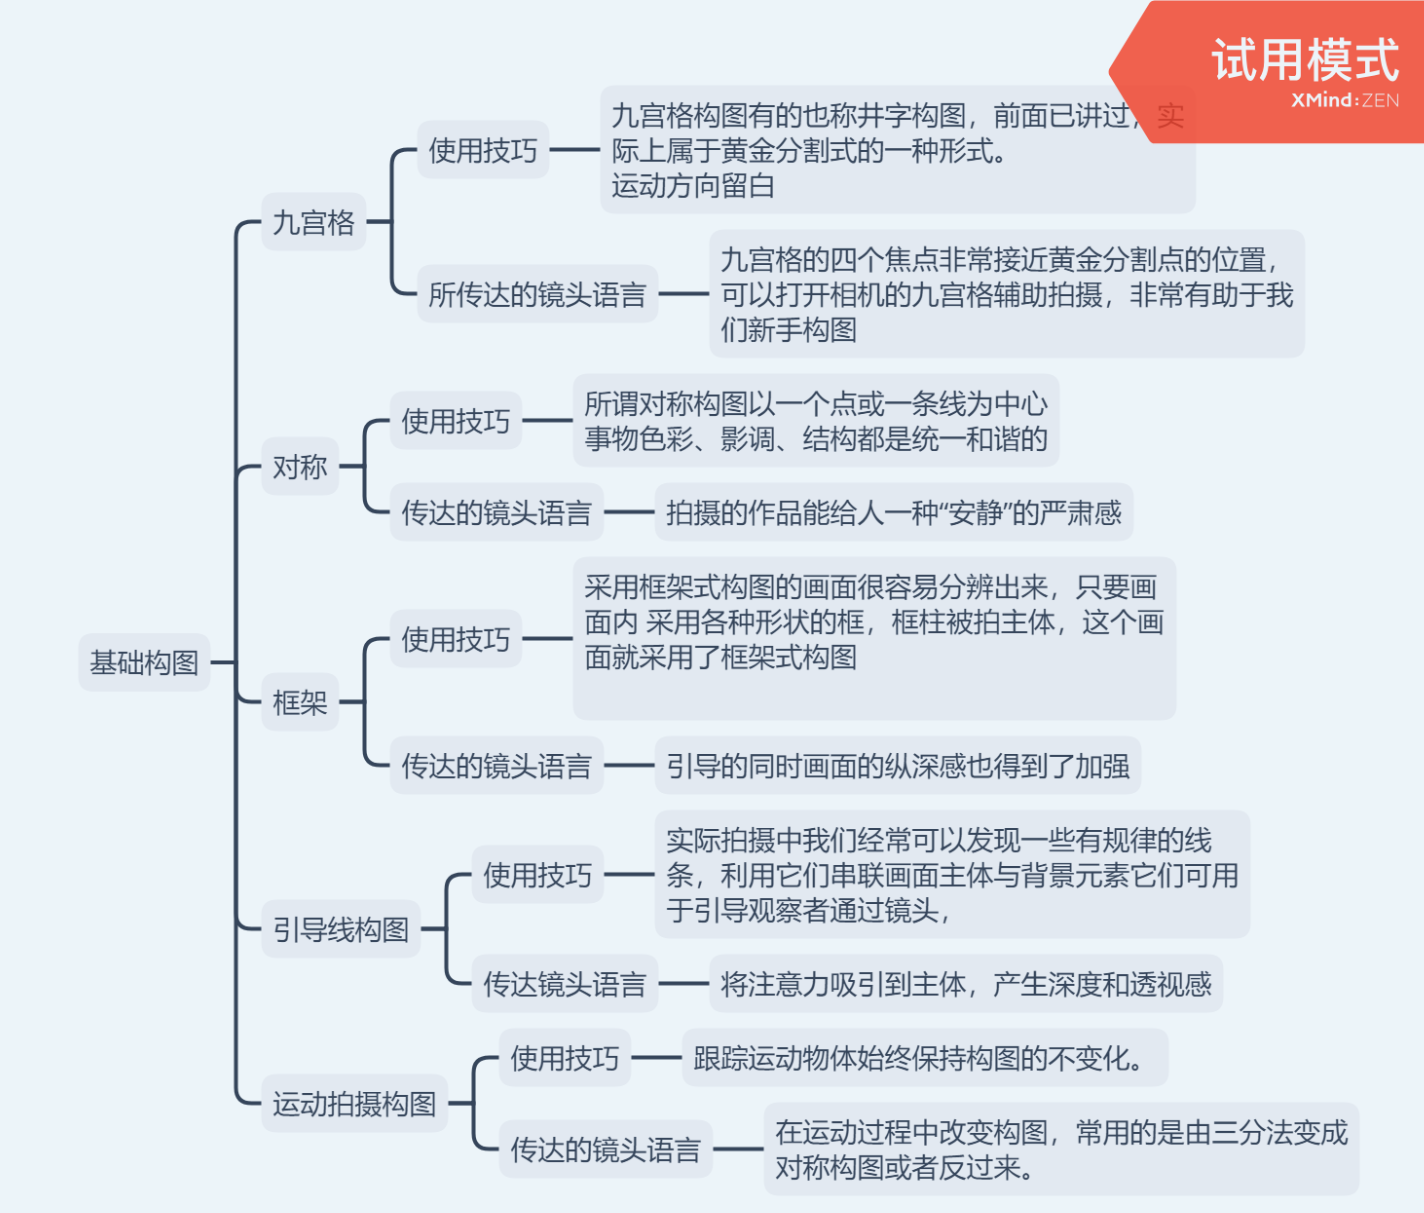 试用模式
XMind:ZEN
九宫格构图有的也称井字构图，前面已讲过，实
际上属于黄金分割式的一种形式。
运动方向留白
使用技巧
九宫格
所传达的镜头语言
九宫格的四个焦点非常接近黄金分割点的位置，
可以打开相机的九宫格辅助拍摄，非常有助于我
们新手构图
使用技巧
所谓对称构图以一个点或一条线为中心
事物色彩、影调、结构都是统一和谐的
对称
传达的镜头语言
拍摄的作品能给人一种“安静”的严肃感
基础构图
使用技巧
采用框架式构图的画面很容易分辨出来，只要画
面内 采用各种形状的框，框柱被拍主体，这个画
面就采用了框架式构图
框架
传达的镜头语言
引导的同时画面的纵深感也得到了加强
使用技巧
实际拍摄中我们经常可以发现一些有规律的线
条，利用它们串联画面主体与背景元素它们可用
于引导观察者通过镜头，
引导线构图
传达镜头语言
将注意力吸引到主体，产生深度和透视感
使用技巧
跟踪运动物体始终保持构图的不变化。
运动拍摄构图
传达的镜头语言
在运动过程中改变构图，常用的是由三分法变成
对称构图或者反过来。